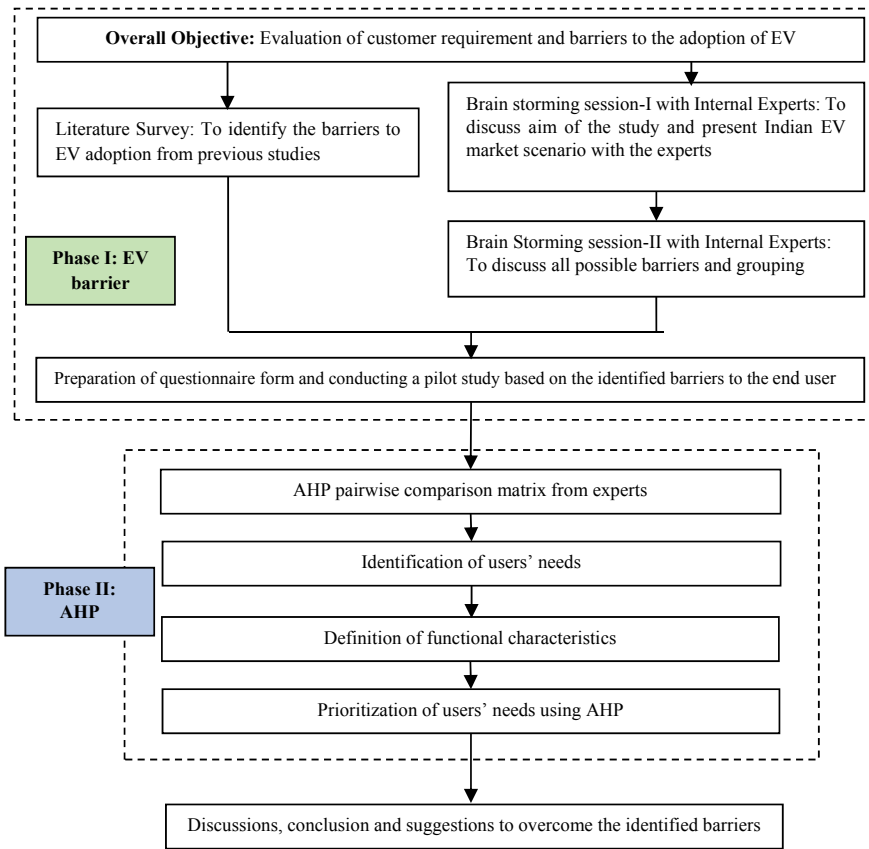 Overall Objective: Evaluation of customer requirement and barriers to the adoption of EV
Literature Survey: To identify the barriers to
EV adoption from previous studies
Brain storming session-I with Internal Experts: To
discuss aim of the study and present Indian EV
market scenario with the experts
Brain Storming session-II with Internal Experts:
To discuss all possible barriers and grouping
Phase I: EV
barrier
Preparation of questionnaire form and conducting a pilot study based on the identified barriers to the end user
AHP pairwise comparison matrix from experts
Identification of users’ needs
Phase II:
AHP
Definition of functional characteristics
Prioritization of users’ needs using AHP
Discussions, conclusion and suggestions to overcome the identified barriers